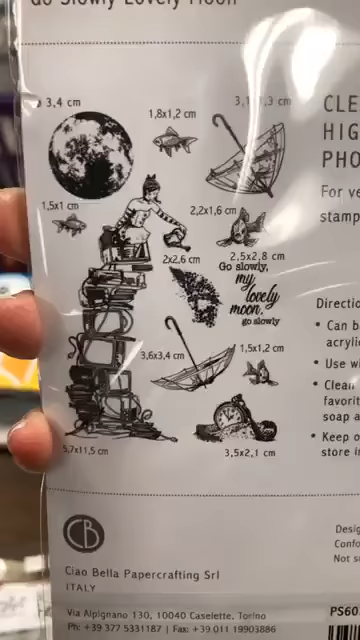 Go Slowly Lovely Moon
3,4 cm
1,8x1,2 cm
cm
1,5x1 cm
2,2x1,6 cm
2x2,6 cm
2,5x2,8 cm
Go slowly,
my
lovely
moon,
go slowly
3,6x3,4 cm
1,5x1,2 cm
5,7x11,5 cm
3,5x2,1 cm
CLE
HIG
PHO
For ve
stamp
Directio
• Can b
acryli
• Use wi
• Clean
favorit
soap a
• Keep o
store i
CB
Ciao Bella Papercrafting Srl
ITALY
Via Alpignano 130, 10040 Caselette, Torino
Ph: +39 377 5331187 | Fax: +39 011 19903886
Desig
Confo
Not su
PS60